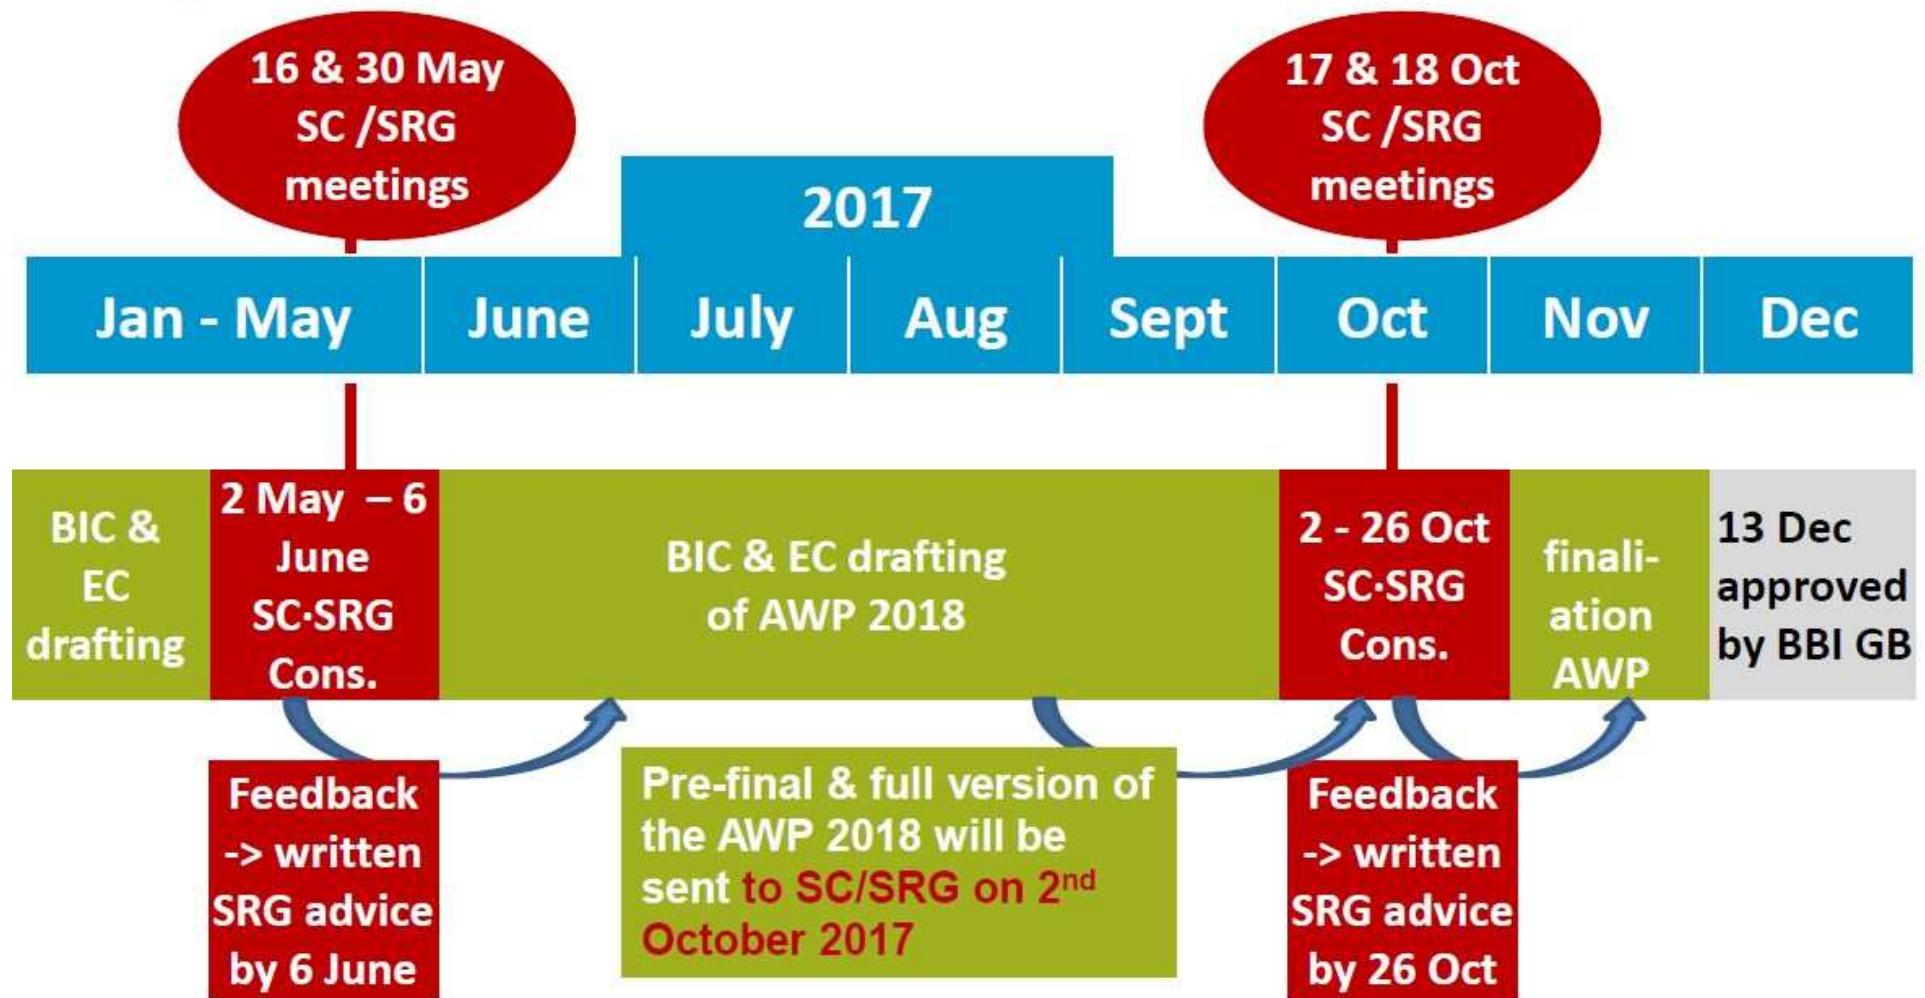 16 & 30 May
SC /SRG
meetings
17 & 18 Oct
SC /SRG
meetings
2017
Jan - May
June
July
Aug
Sept
Oct
Nov
Dec
BIC &
EC
drafting
2 May – 6
June
SC·SRG
Cons.
BIC & EC drafting
of AWP 2018
2 - 26 Oct
SC·SRG
Cons.
finali-
ation
AWP
13 Dec
approved
by BBI GB
Feedback
-> written
SRG advice
by 6 June
Pre-final & full version of
the AWP 2018 will be
sent to SC/SRG on 2nd
October 2017
Feedback
-> written
SRG advice
by 26 Oct